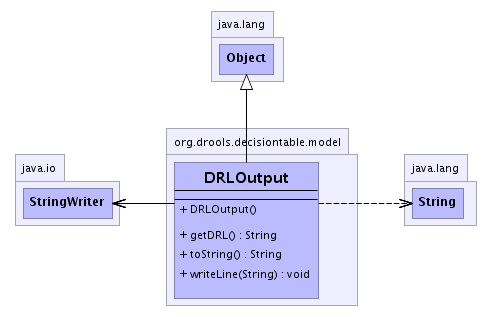 java.lang
Object
org.drools.decisiontable.model
java.io
StringWriter
DRLOutput
+ DRLOutput()
+ getDRL() : String
+ toString() : String
+ writeLine(String) : void
java.lang
String